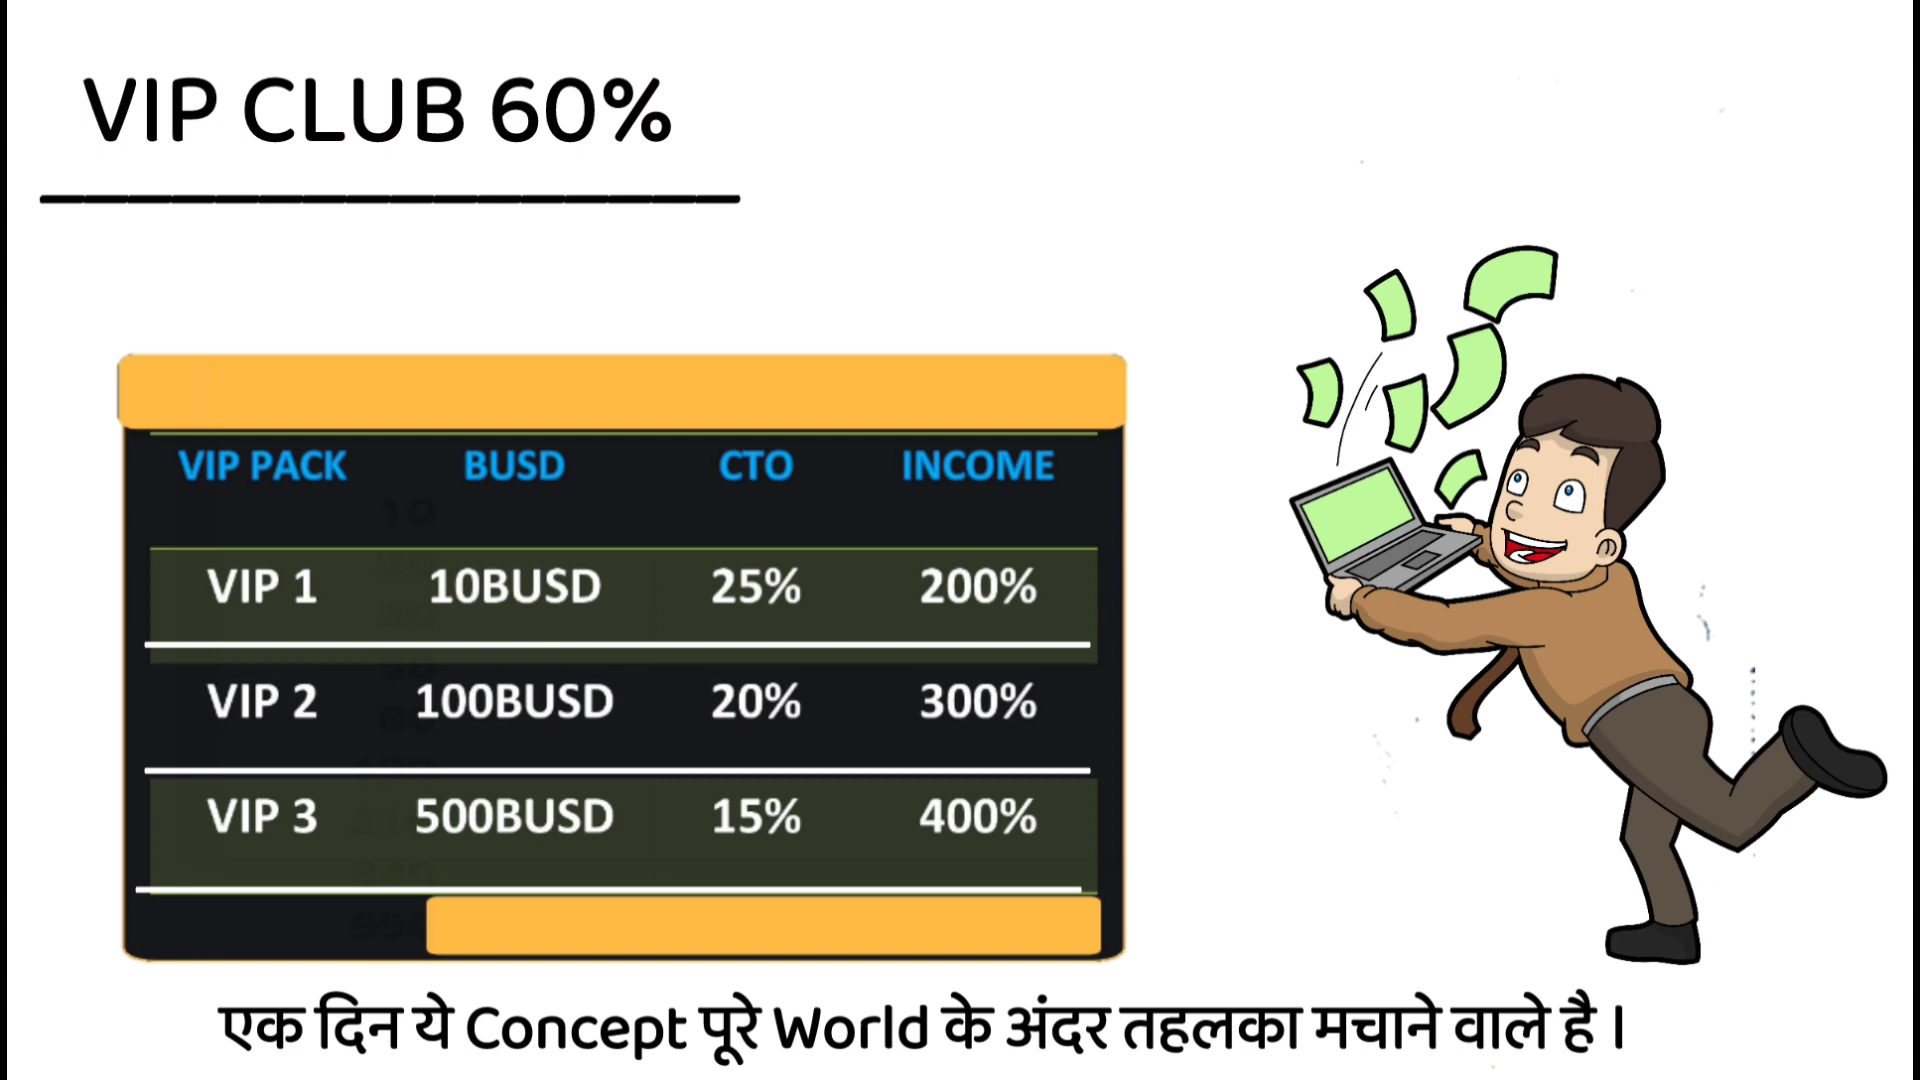 VIP CLUB 60%
VIP PACK BUSD CTO INCOME
VIP 1 10BUSD 25% 200%
VIP 2 100BUSD 20% 300%
VIP 3 500BUSD 15% 400%
एक दिन ये Concept पूरे World के अंदर तहलका मचाने वाले है ।